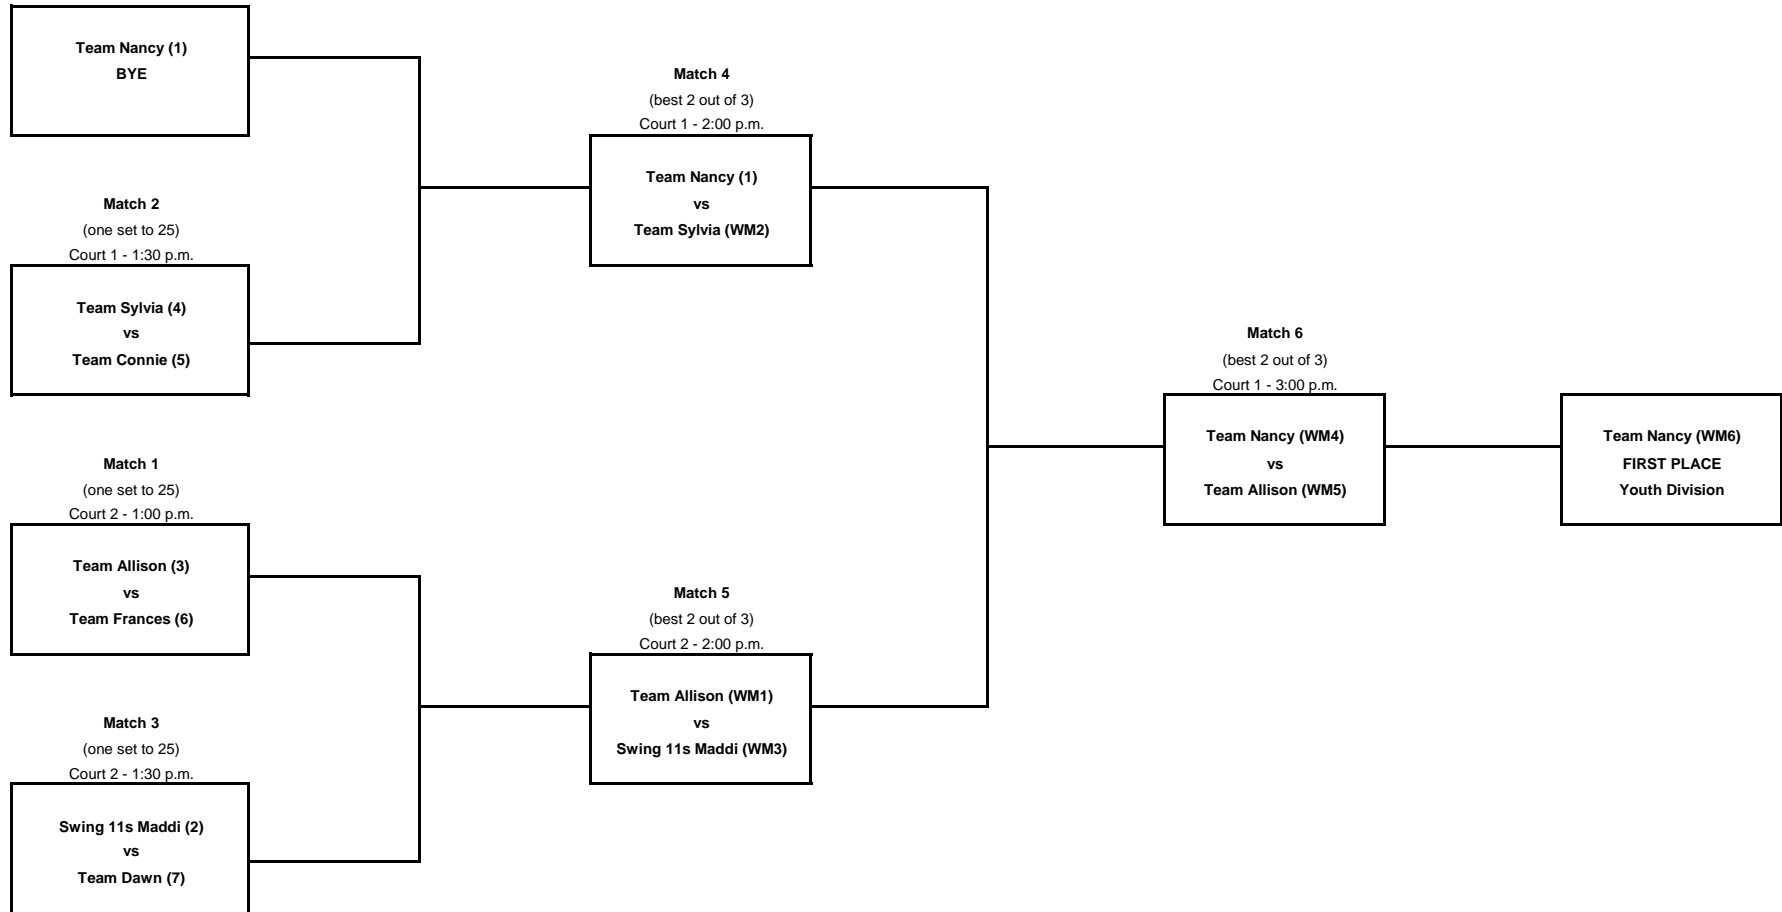 Team Nancy (1)
BYE
Match 2
(one set to 25)
Court 1 - 1:30 p.m.
Team Sylvia (4)
vs
Team Connie (5)
Match 1
(one set to 25)
Court 2 - 1:00 p.m.
Team Allison (3)
vs
Team Frances (6)
Match 3
(one set to 25)
Court 2 - 1:30 p.m.
Swing 11s Maddi (2)
vs
Team Dawn (7)
Match 4
(best 2 out of 3)
Court 1 - 2:00 p.m.
Team Nancy (1)
vs
Team Sylvia (WM2)
Match 5
(best 2 out of 3)
Court 2 - 2:00 p.m.
Team Allison (WM1)
vs
Swing 11s Maddi (WM3)
Match 6
(best 2 out of 3)
Court 1 - 3:00 p.m.
Team Nancy (WM4)
vs
Team Allison (WM5)
Team Nancy (WM6)
FIRST PLACE
Youth Division